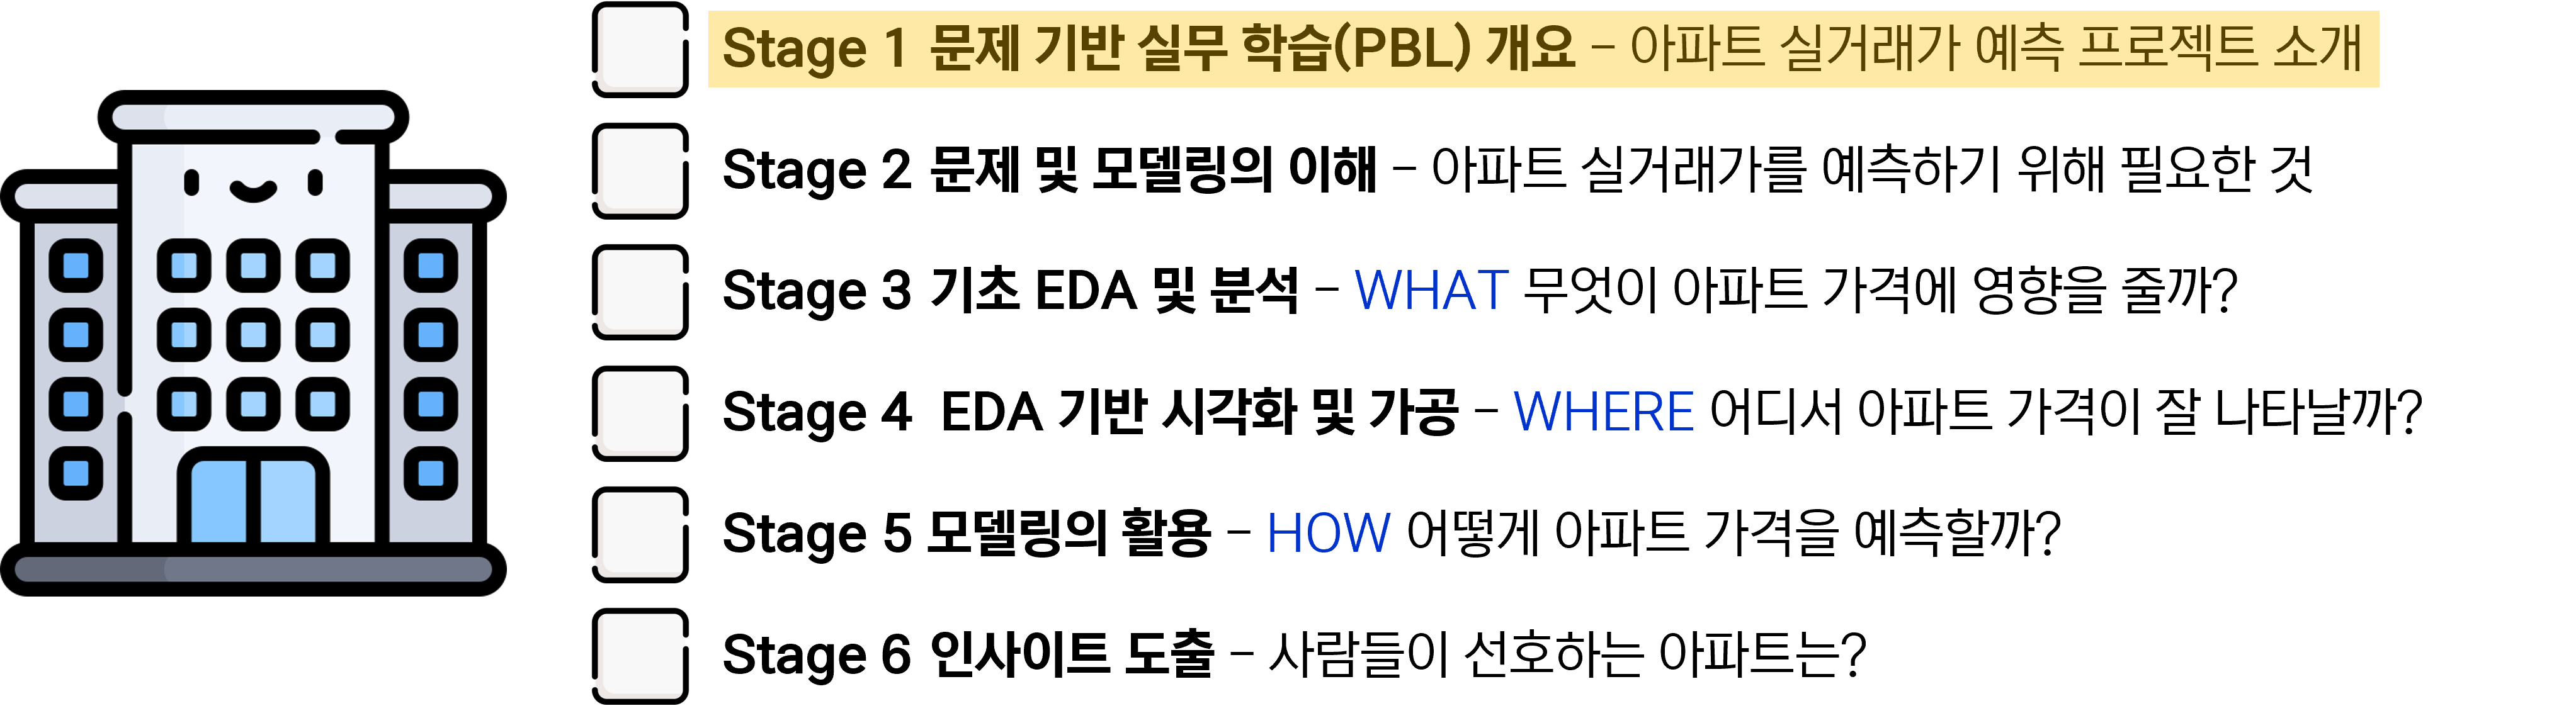 Stage 1 문제 기반 실무 학습(PBL) 개요 – 아파트 실거래가 예측 프로젝트 소개
Stage 2 문제 및 모델링의 이해 – 아파트 실거래가를 예측하기 위해 필요한 것
Stage 3 기초 EDA 및 분석 – WHAT 무엇이 아파트 가격에 영향을 줄까?
Stage 4 EDA 기반 시각화 및 가공 – WHERE 어디서 아파트 가격이 잘 나타날까?
Stage 5 모델링의 활용 – HOW 어떻게 아파트 가격을 예측할까?
Stage 6 인사이트 도출 – 사람들이 선호하는 아파트는?